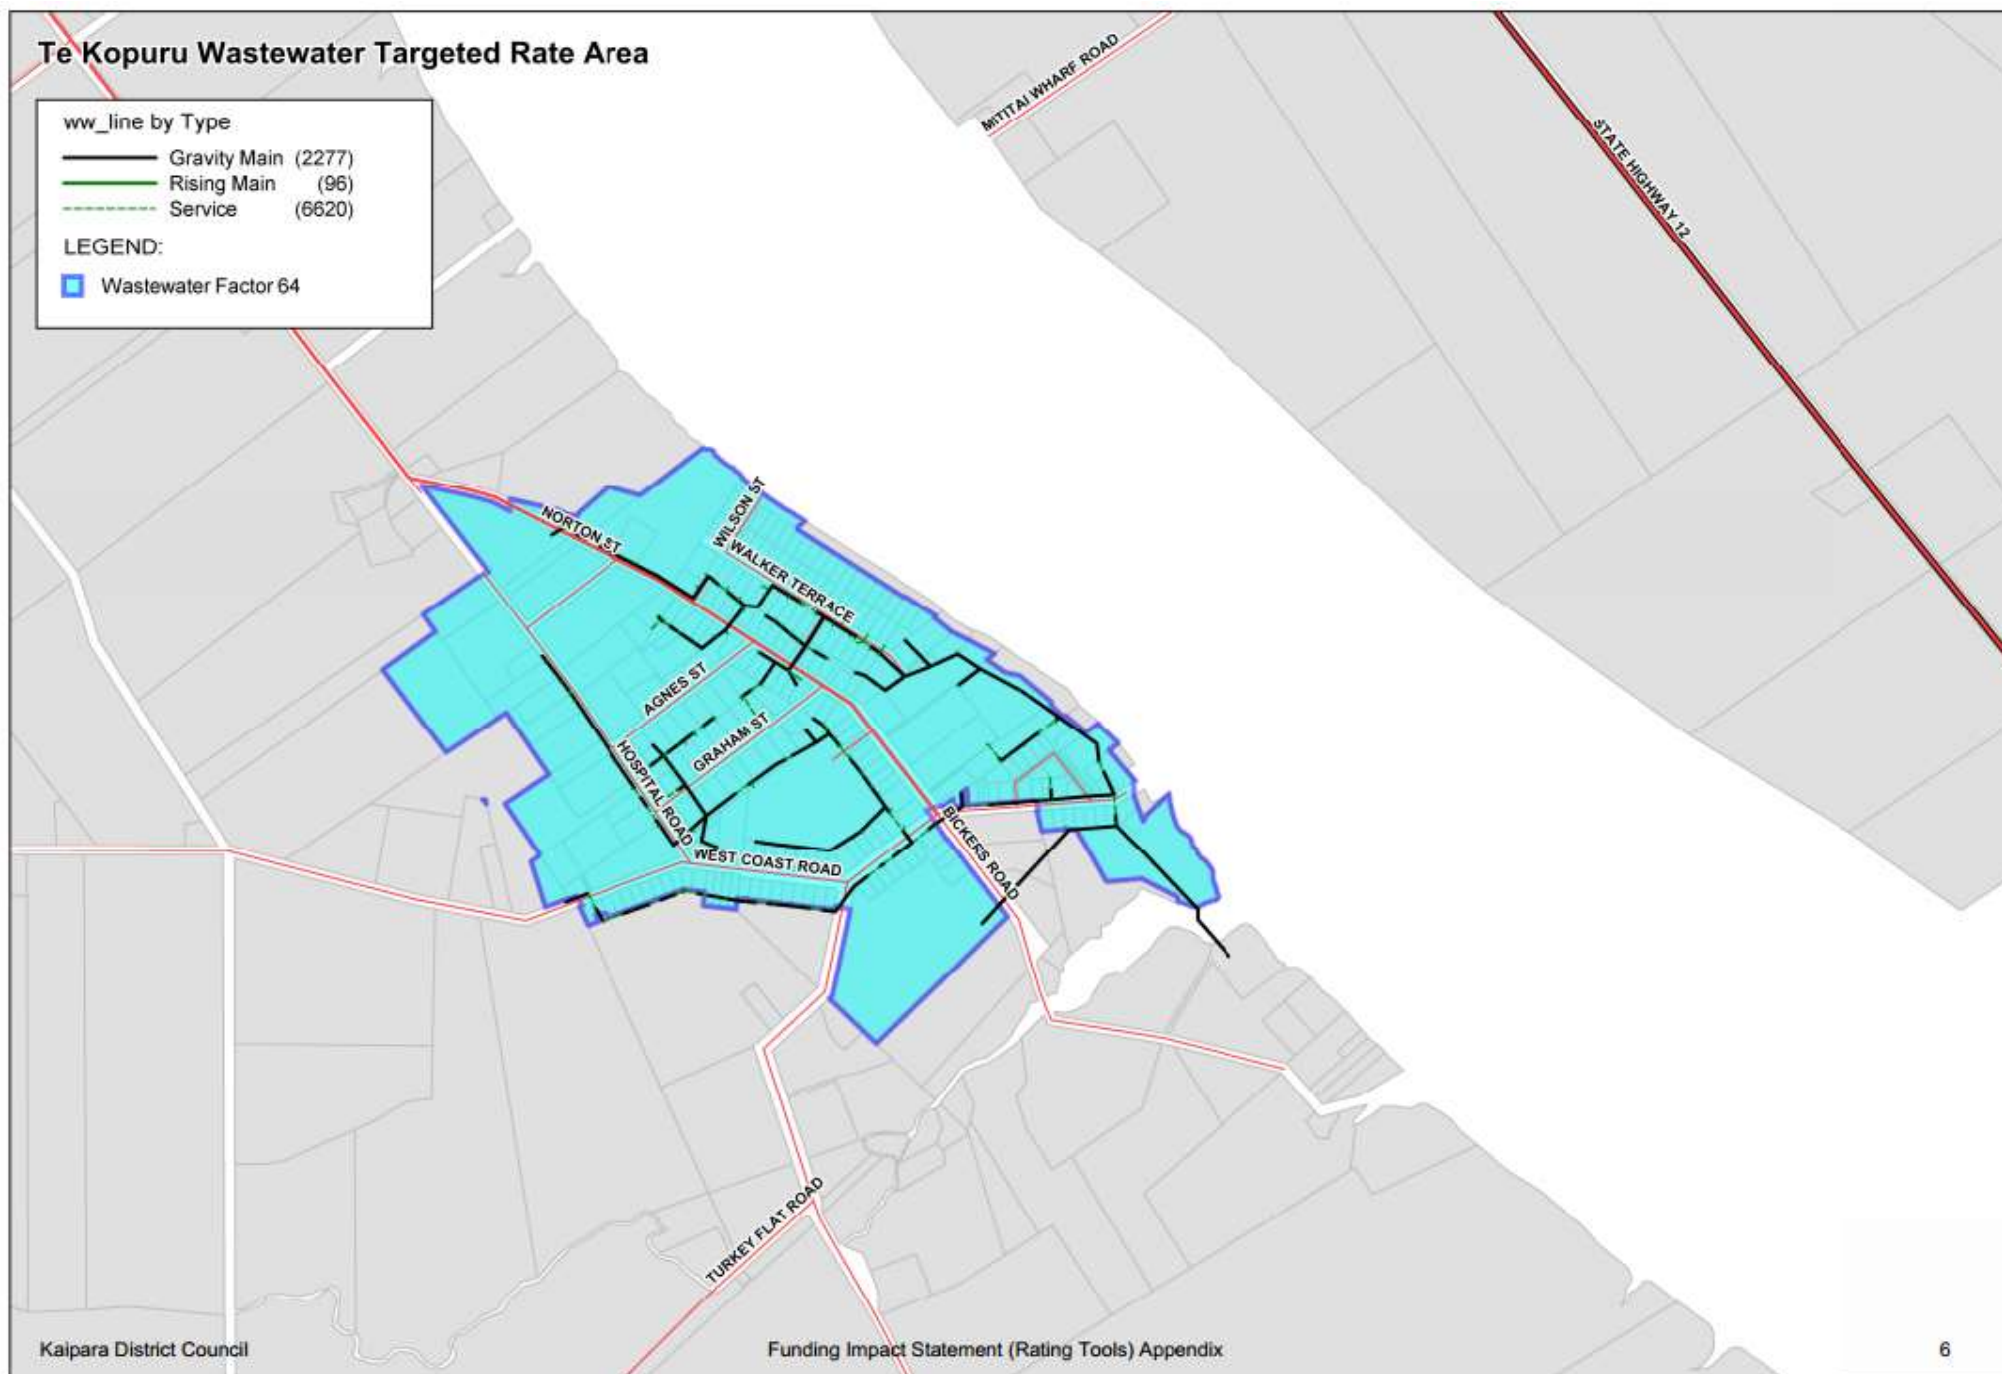 Te Kopuru Wastewater Targeted Rate Area
ww_line by Type
Gravity Main (2277)
Rising Main (96)
Service (6620)
LEGEND:
Wastewater Factor 64
MITITAI WHARF ROAD
STATE HIGHWAY 12
NORTON ST
WILSON ST
WALKER TERRACE
AGNES ST
GRAHAM ST
HOSPITAL ROAD
WEST COAST ROAD
BICKERS ROAD
TURKEY FLAT ROAD
Kaipara District Council
Funding Impact Statement (Rating Tools) Appendix
6